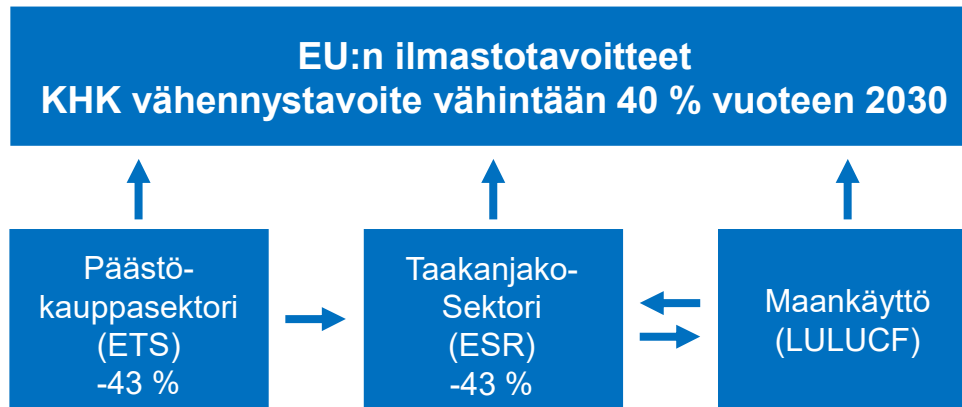 EU:n ilmastotavoitteet
KHK vähennystavoite vähintään 40 % vuoteen 2030
Päästö-
kauppasektori
(ETS)
-43 %
Taakanjako-
Sektori
(ESR)
-43 %
Maankäyttö
(LULUCF)